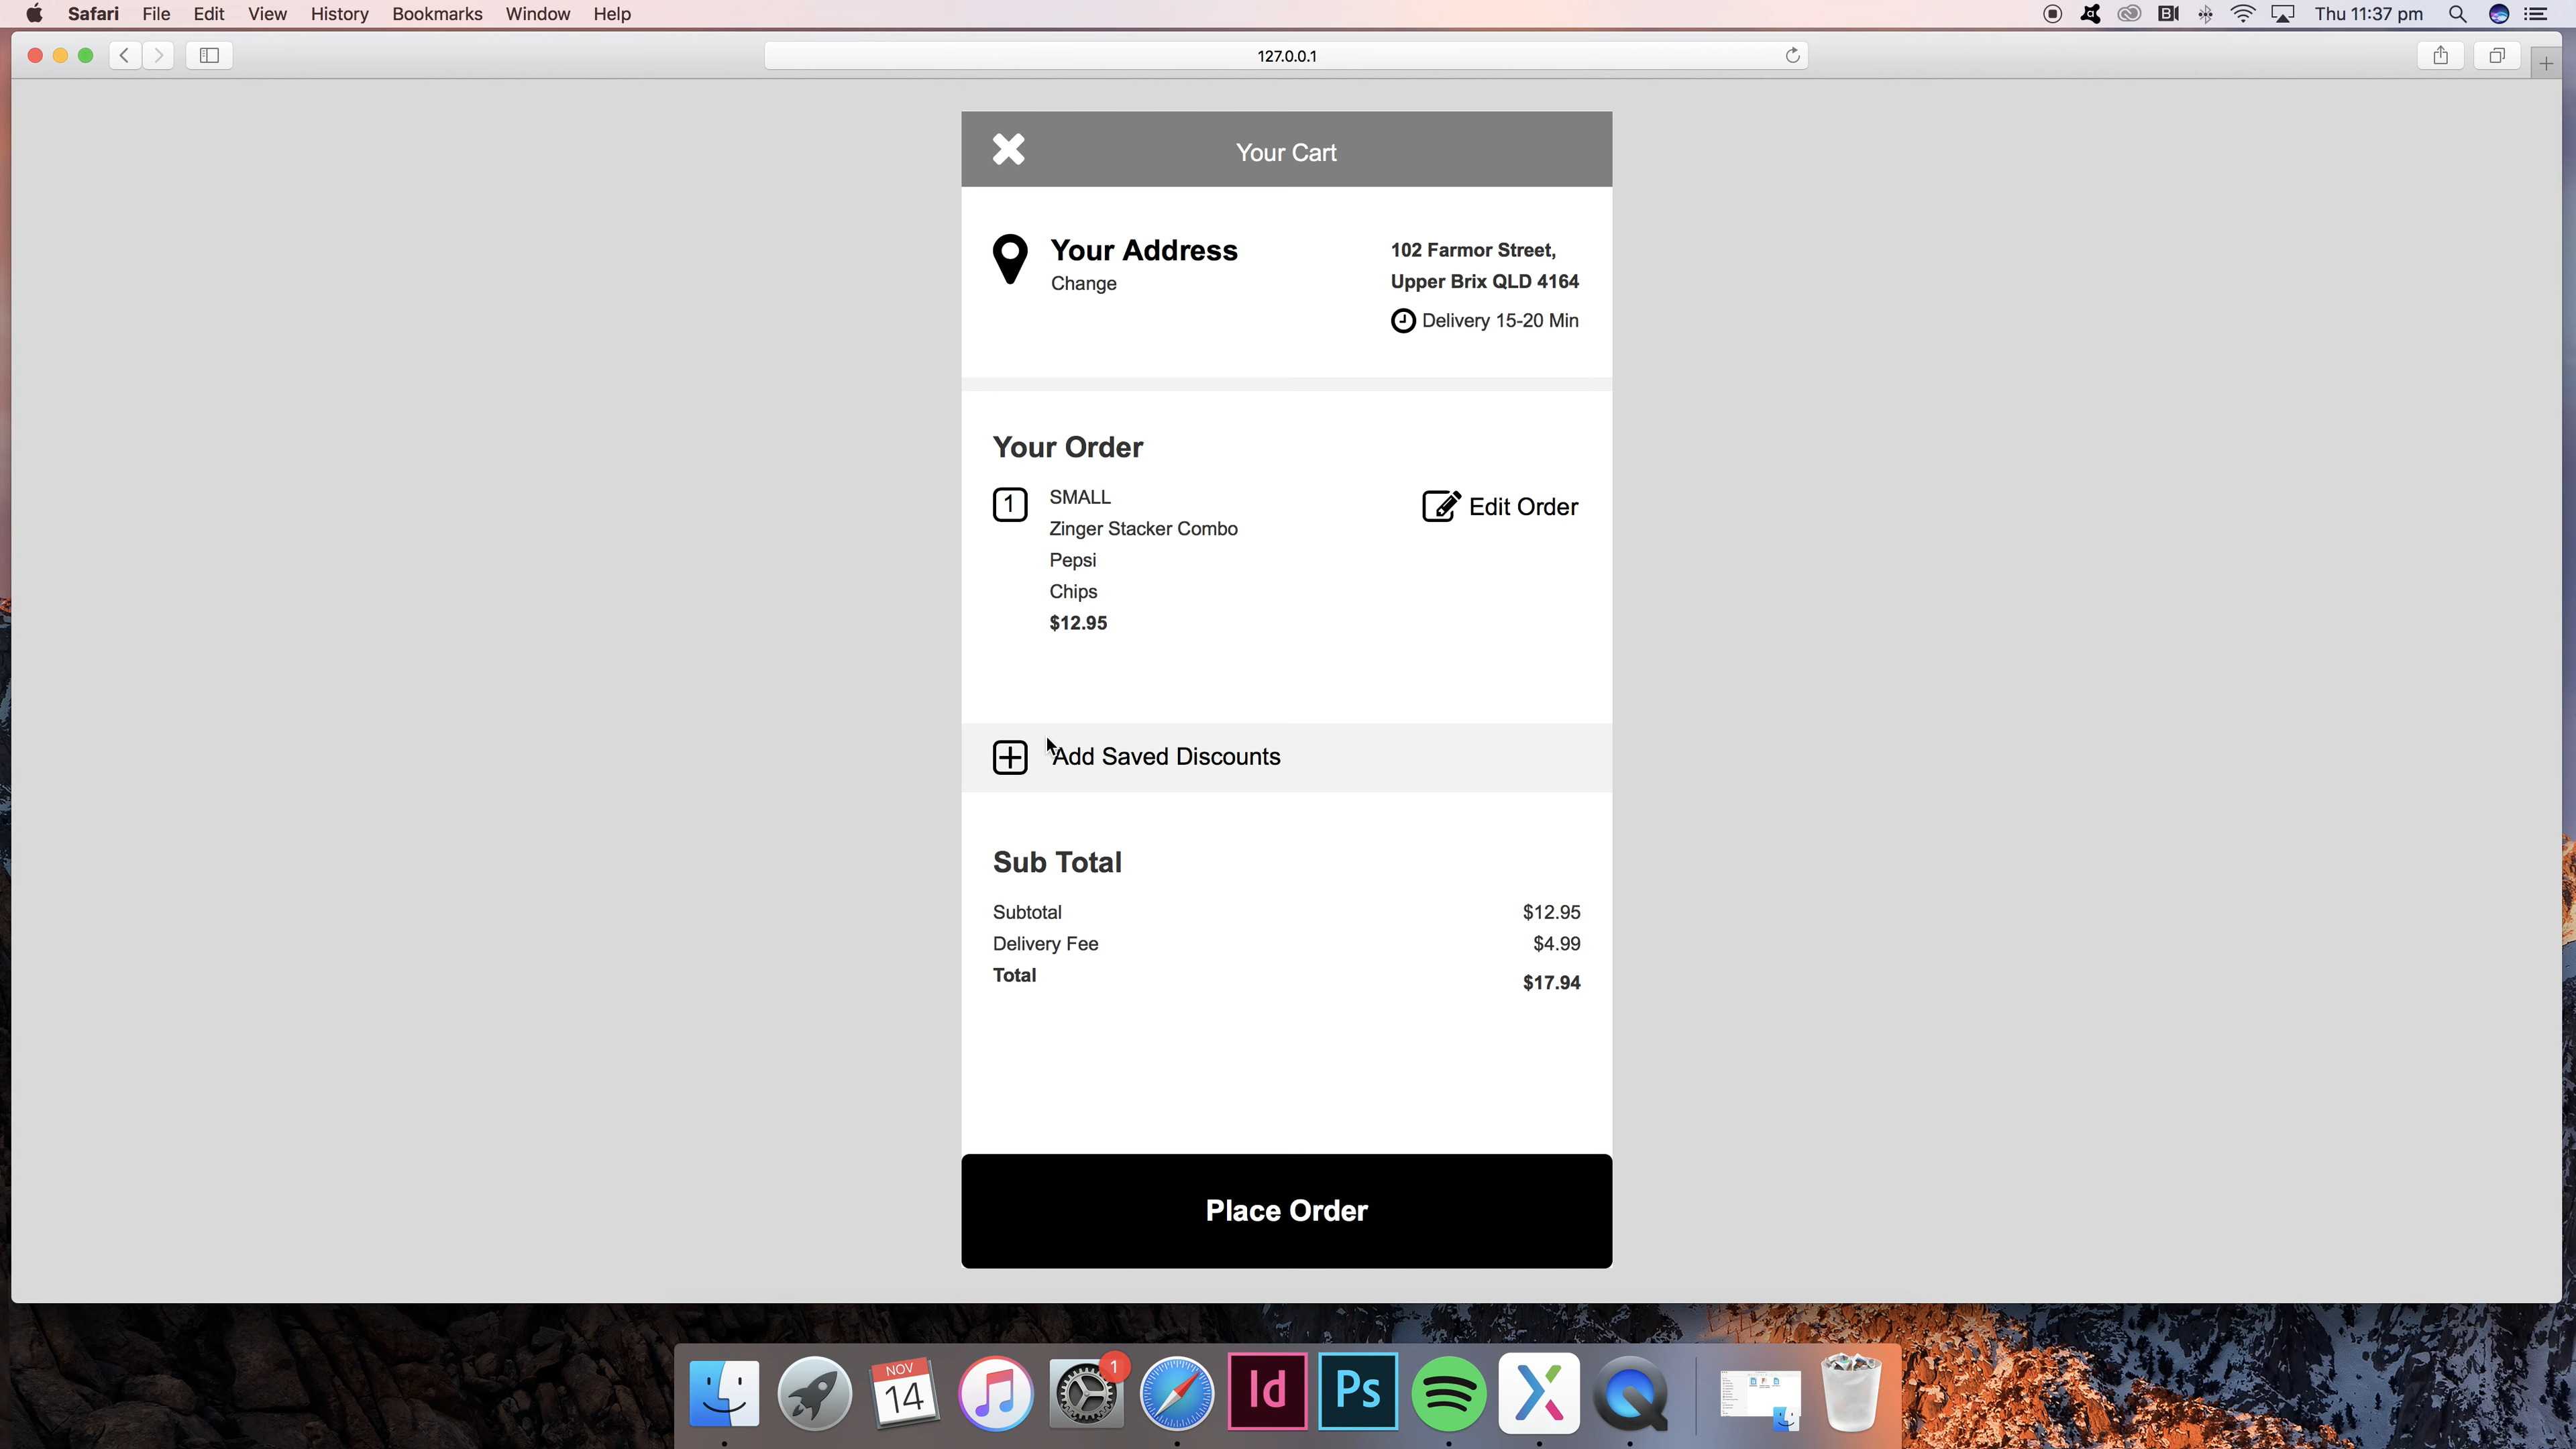 Safari File Edit View History Bookmarks Window Help Thu 11:37 pm
127.0.0.1
Your Cart
Your Address
Change
102 Farmor Street,
Upper Brix QLD 4164
Delivery 15-20 Min
Your Order
1
SMALL
Zinger Stacker Combo
Pepsi
Chips
$12.95
Edit Order
Add Saved Discounts
Sub Total
Subtotal $12.95
Delivery Fee $4.99
Total $17.94
Place Order
NOV
14
1
Id
Ps